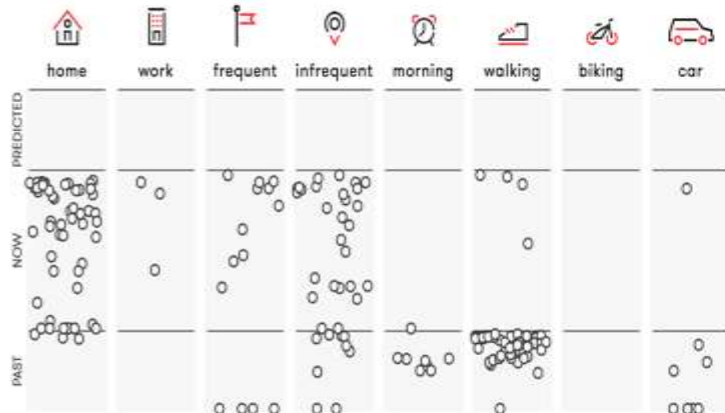 home work frequent infrequent morning walking biking car
PREDICTED
NOW
PAST